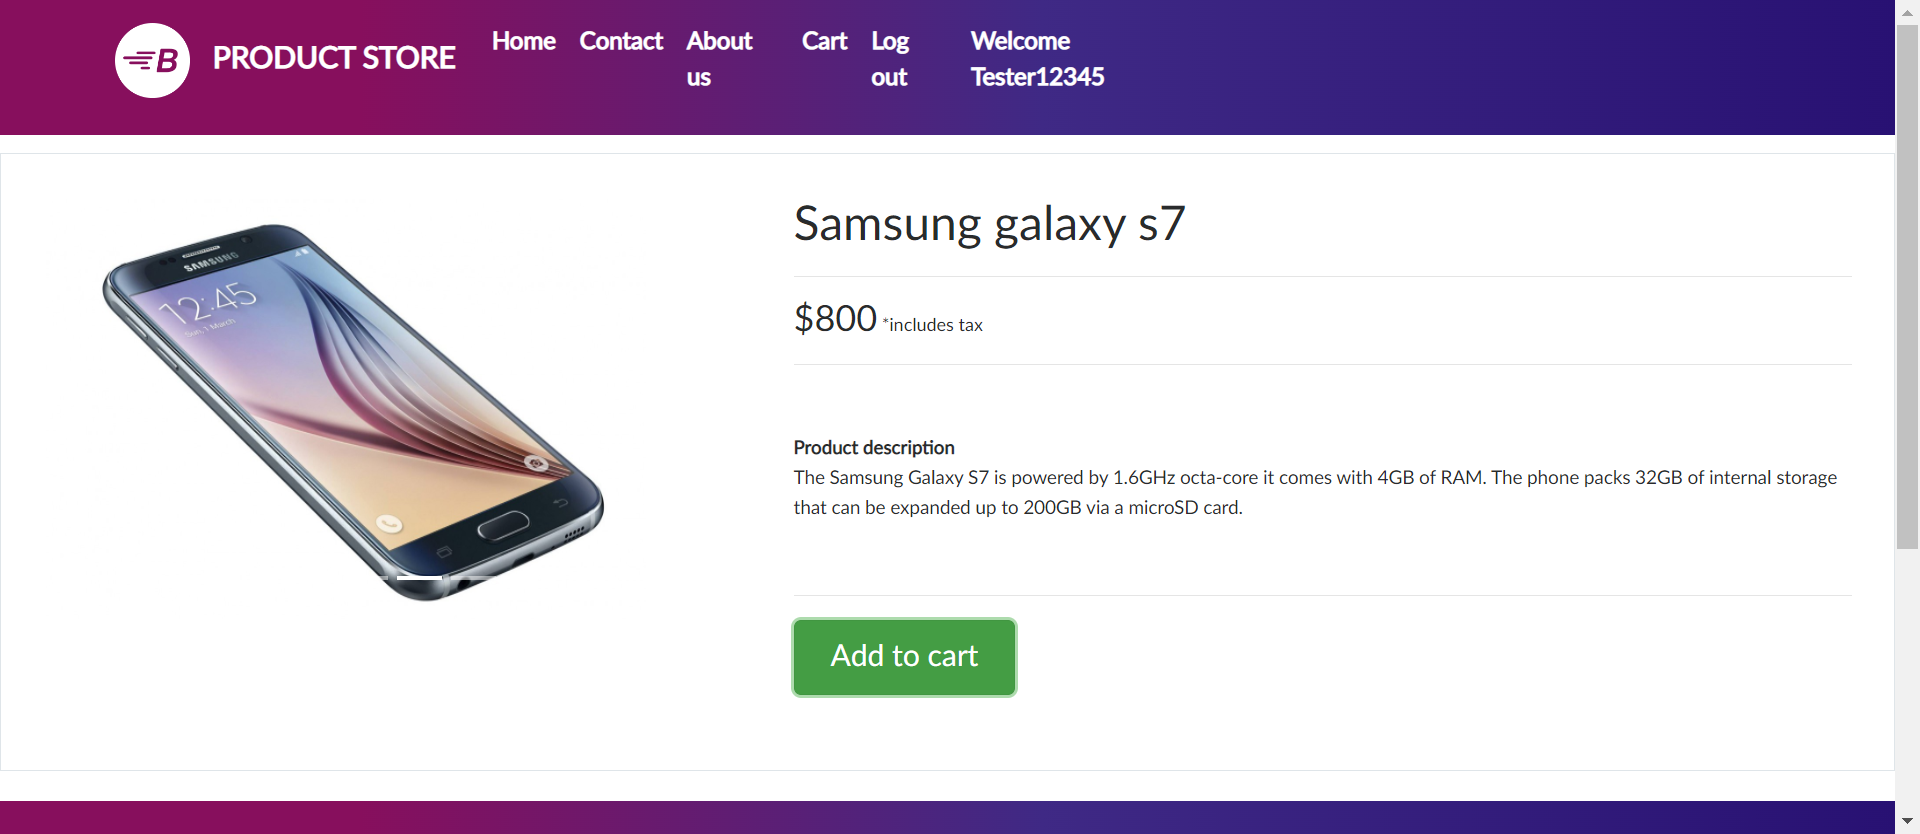 B PRODUCT STORE
Home Contact About us Cart Log out Welcome Tester12345
SAMSUNG
12:45
Sun, 1 March
Samsung galaxy s7
$800 *includes tax
Product description
The Samsung Galaxy S7 is powered by 1.6GHz octa-core it comes with 4GB of RAM. The phone packs 32GB of internal storage
that can be expanded up to 200GB via a microSD card.
Add to cart